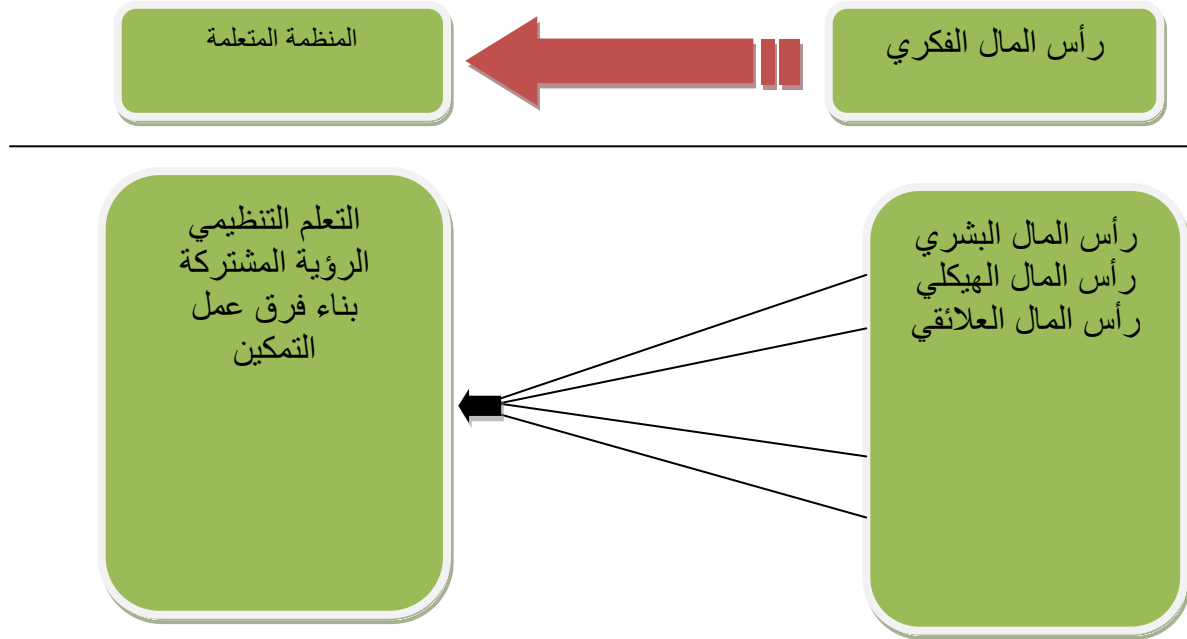 رأس المال الفكري
المنظمة المتعلمة
رأس المال البشري
رأس المال الهيكلي
رأس المال العلائقي
التعلم التنظيمي
الرؤية المشتركة
بناء فرق عمل
التمكين